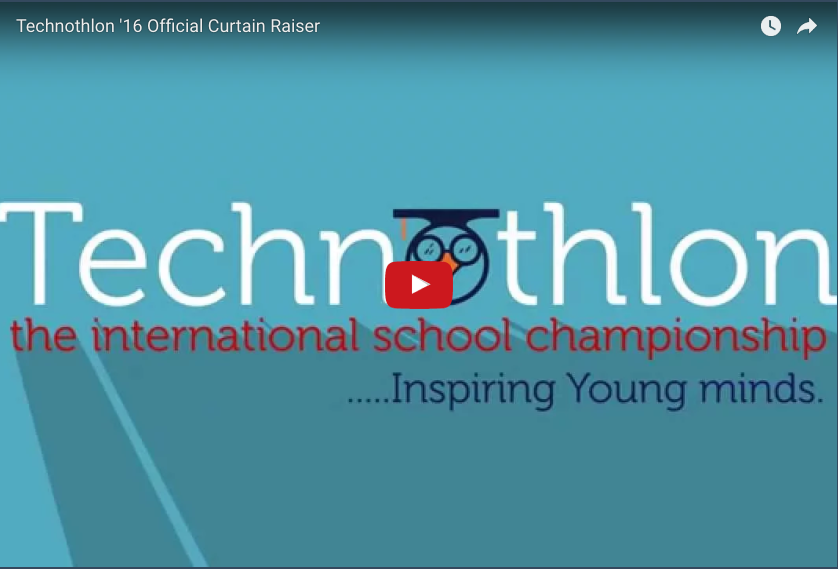 Technothlon '16 Official Curtain Raiser
Technothlon
the international school championship
.....Inspiring Young minds.